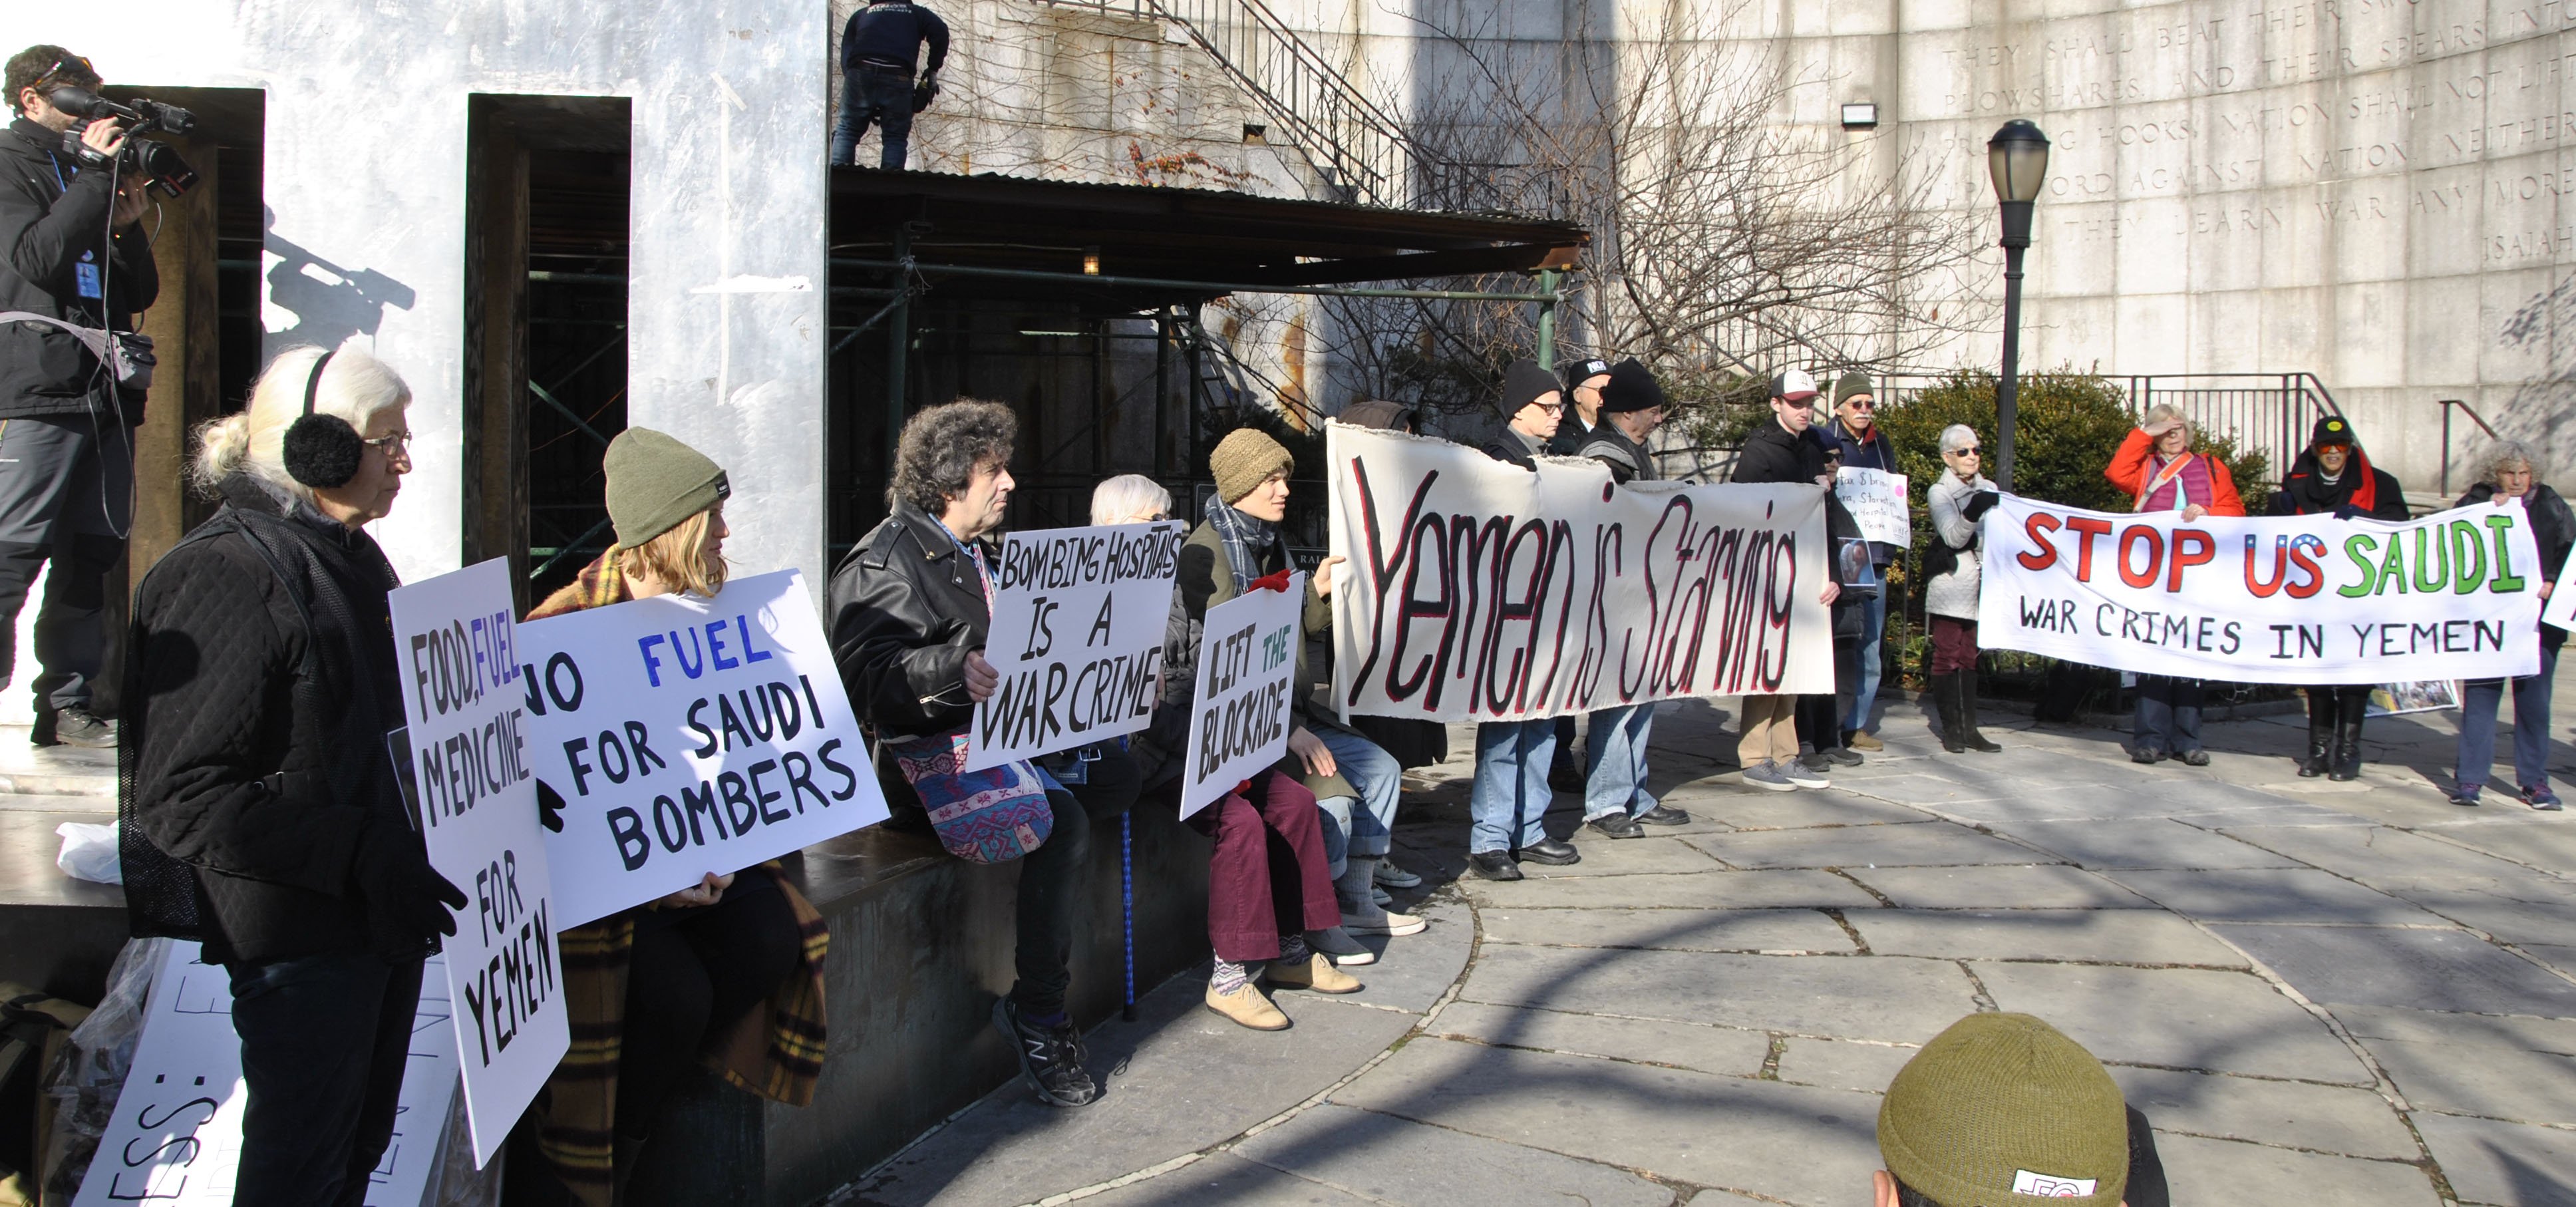 THEY SHALL BEAT THEIR
PLOWSHARES AND THEIR SPEARS INTO
HOOKS NATION SHALL NOT LIFT
AGAINST NATION NEITHER
THEY LEARN WAR ANY MORE
ISAIAH
FOOD, FUEL
MEDICINE
FOR
YEMEN
NO FUEL
FOR SAUDI
BOMBERS
BOMBING HOSPITALS
IS A
WAR CRIME
LIFT THE
BLOCKADE
Yemen is Starving
STOP US SAUDI
WAR CRIMES IN YEMEN